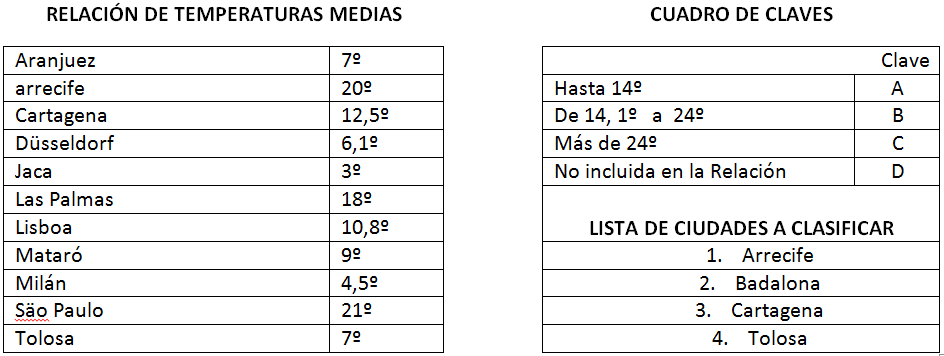 RELACIÓN DE TEMPERATURAS MEDIAS
Aranjuez 7º
arrecife 20º
Cartagena 12,5º
Düsseldorf 6,1º
Jaca 3º
Las Palmas 18º
Lisboa 10,8º
Mataró 9º
Milán 4,5º
Säo Paulo 21º
Tolosa 7º
CUADRO DE CLAVES
Clave
Hasta 14º A
De 14, 1º a 24º B
Más de 24º C
No incluida en la Relación D
LISTA DE CIUDADES A CLASIFICAR
1. Arrecife
2. Badalona
3. Cartagena
4. Tolosa